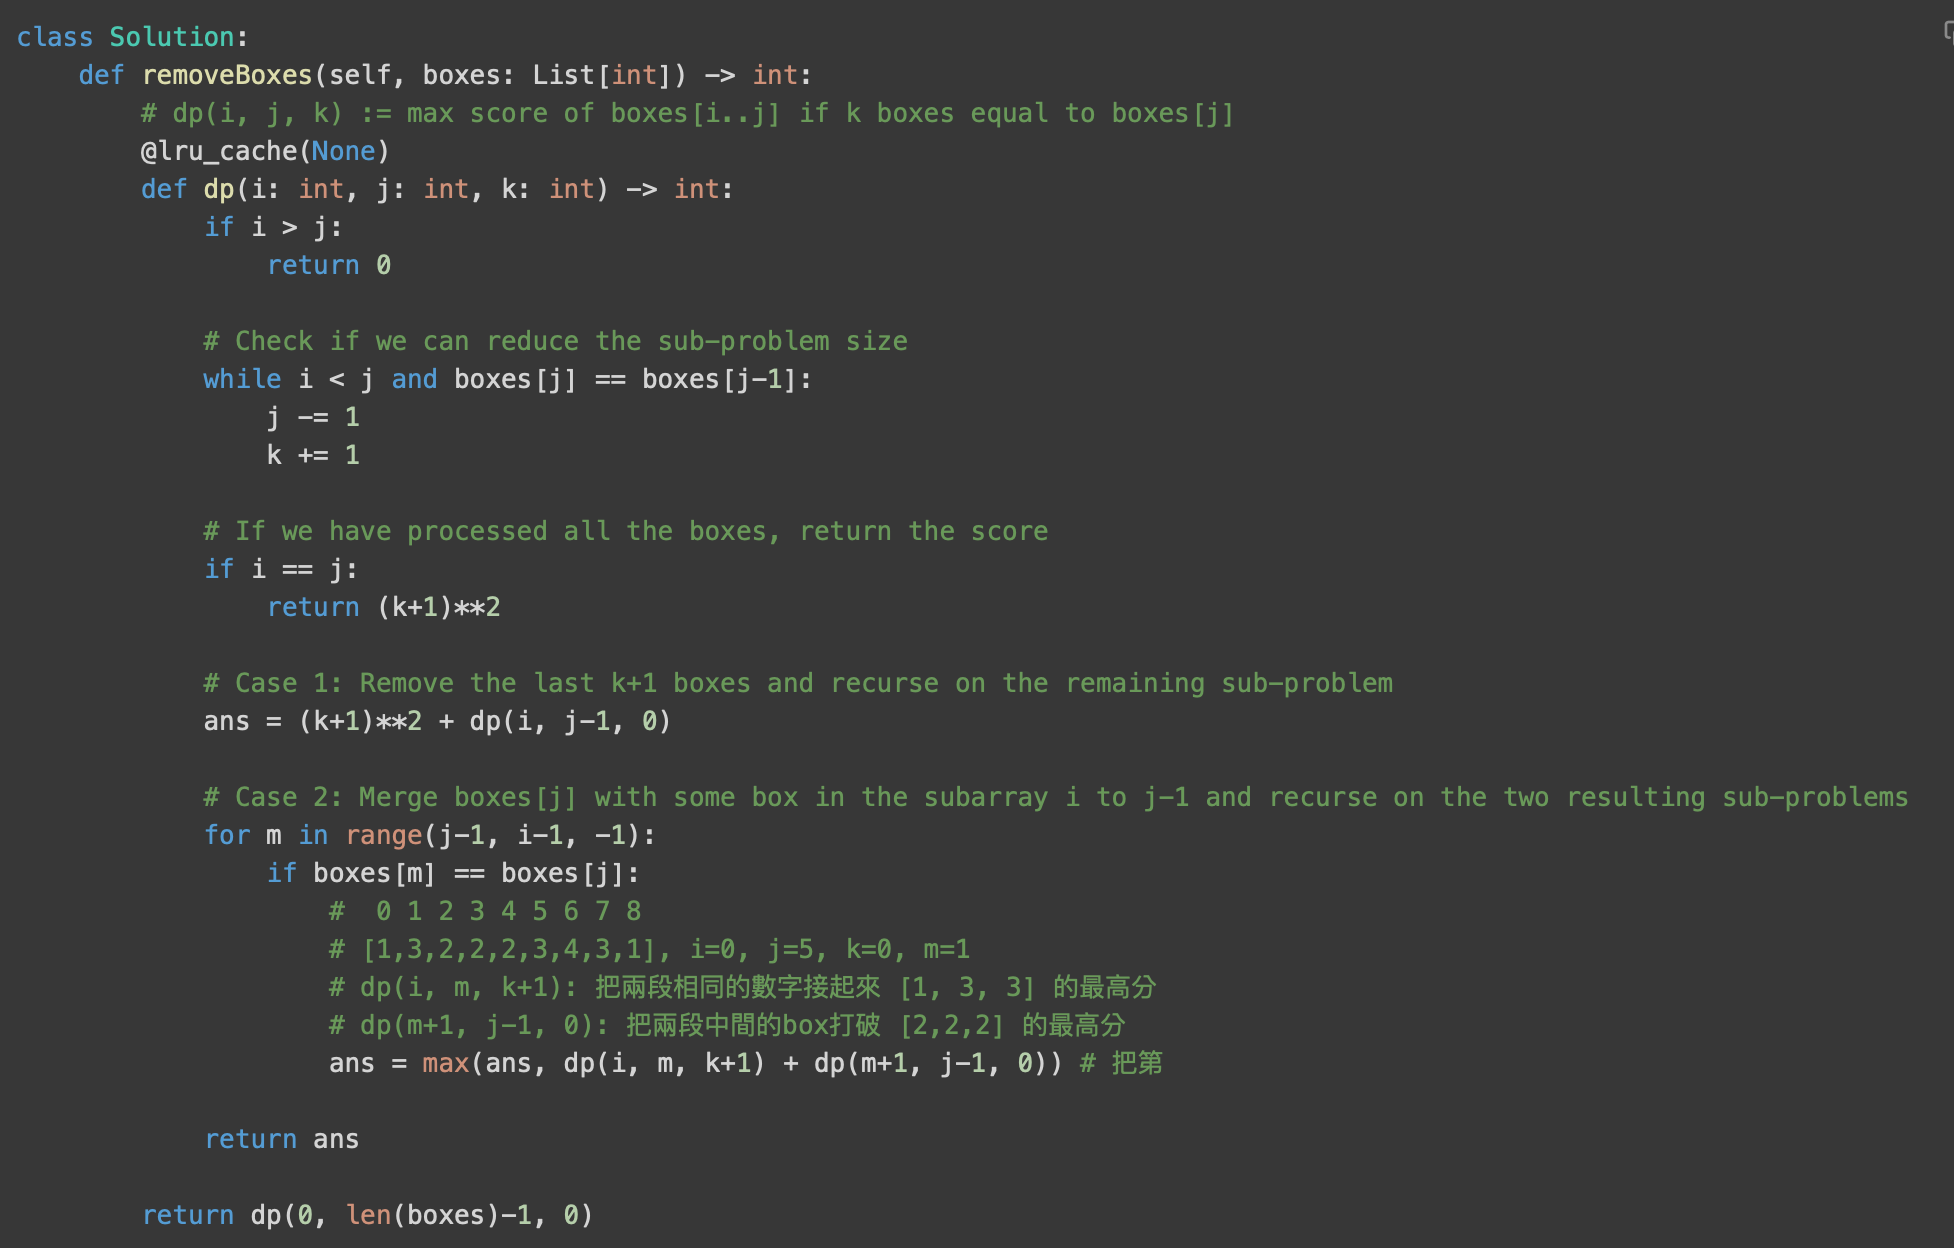 class Solution:
    def removeBoxes(self, boxes: List[int]) -> int:
        # dp(i, j, k) := max score of boxes[i..j] if k boxes equal to boxes[j]
        @lru_cache(None)
        def dp(i: int, j: int, k: int) -> int:
            if i > j:
                return 0

            # Check if we can reduce the sub-problem size
            while i < j and boxes[j] == boxes[j-1]:
                j -= 1
                k += 1

            # If we have processed all the boxes, return the score
            if i == j:
                return (k+1)**2

            # Case 1: Remove the last k+1 boxes and recurse on the remaining sub-problem
            ans = (k+1)**2 + dp(i, j-1, 0)

            # Case 2: Merge boxes[j] with some box in the subarray i to j-1 and recurse on the two resulting sub-problems
            for m in range(j-1, i-1, -1):
                if boxes[m] == boxes[j]:
                    #  0 1 2 3 4 5 6 7 8
                    # [1,3,2,2,2,3,4,3,1], i=0, j=5, k=0, m=1
                    # dp(i, m, k+1): 把兩段相同的數字接起來 [1, 3, 3] 的最高分
                    # dp(m+1, j-1, 0): 把兩段中間的box打破 [2,2,2] 的最高分
                    ans = max(ans, dp(i, m, k+1) + dp(m+1, j-1, 0)) # 把第

            return ans

        return dp(0, len(boxes)-1, 0)